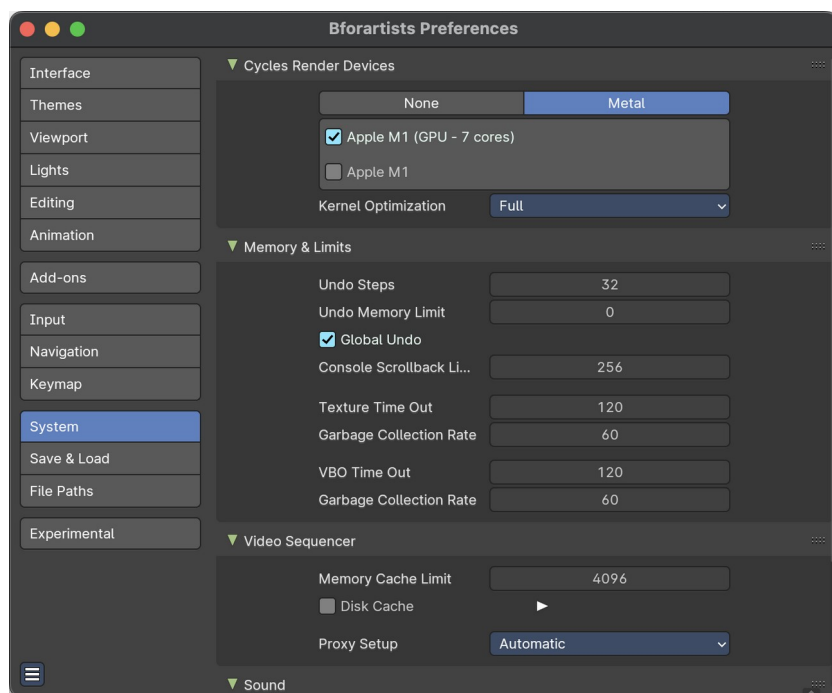 Bforartists Preferences
Interface
Themes
Viewport
Lights
Editing
Animation
Add-ons
Input
Navigation
Keymap
System
Save & Load
File Paths
Experimental
Cycles Render Devices
None Metal
Apple M1 (GPU - 7 cores)
Apple M1
Kernel Optimization Full
Memory & Limits
Undo Steps 32
Undo Memory Limit 0
Global Undo
Console Scrollback Li... 256
Texture Time Out 120
Garbage Collection Rate 60
VBO Time Out 120
Garbage Collection Rate 60
Video Sequencer
Memory Cache Limit 4096
Disk Cache
Proxy Setup Automatic
Sound